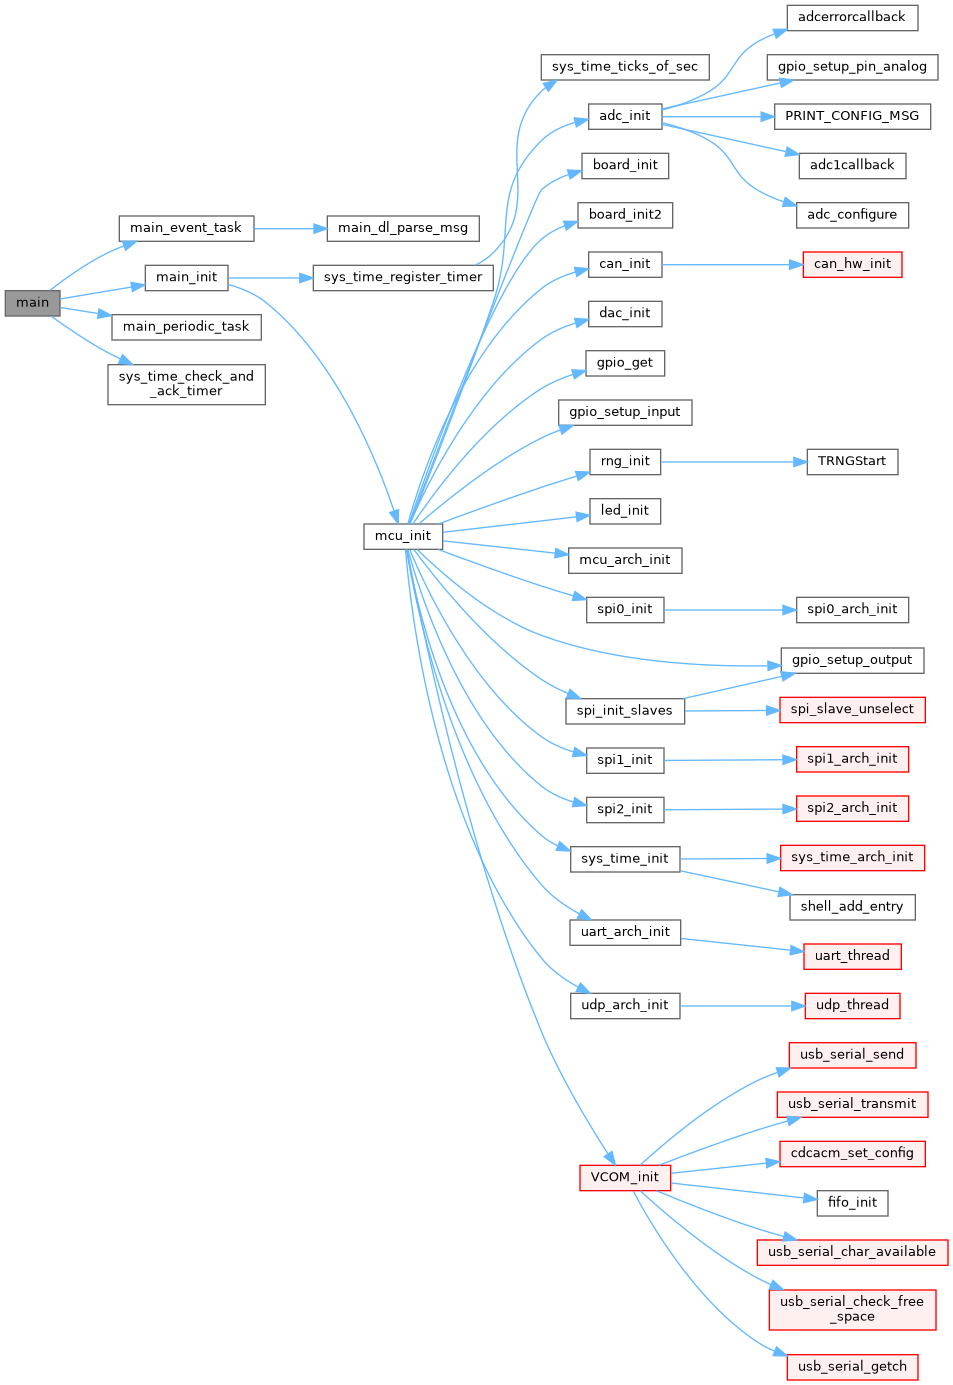 main
main_event_task
main_init
main_periodic_task
sys_time_check_and
_ack_timer
main_dl_parse_msg
sys_time_register_timer
mcu_init
sys_time_ticks_of_sec
adc_init
board_init
board_init2
can_init
dac_init
gpio_get
gpio_setup_input
rng_init
led_init
mcu_arch_init
spi0_init
spi_init_slaves
spi1_init
spi2_init
sys_time_init
uart_arch_init
udp_arch_init
VCOM_init
adcerrorcallback
gpio_setup_pin_analog
PRINT_CONFIG_MSG
adc1callback
adc_configure
can_hw_init
TRNGStart
spi0_arch_init
gpio_setup_output
spi_slave_unselect
spi1_arch_init
spi2_arch_init
sys_time_arch_init
shell_add_entry
uart_thread
udp_thread
usb_serial_send
usb_serial_transmit
cdcacm_set_config
fifo_init
usb_serial_char_available
usb_serial_check_free
_space
usb_serial_getch